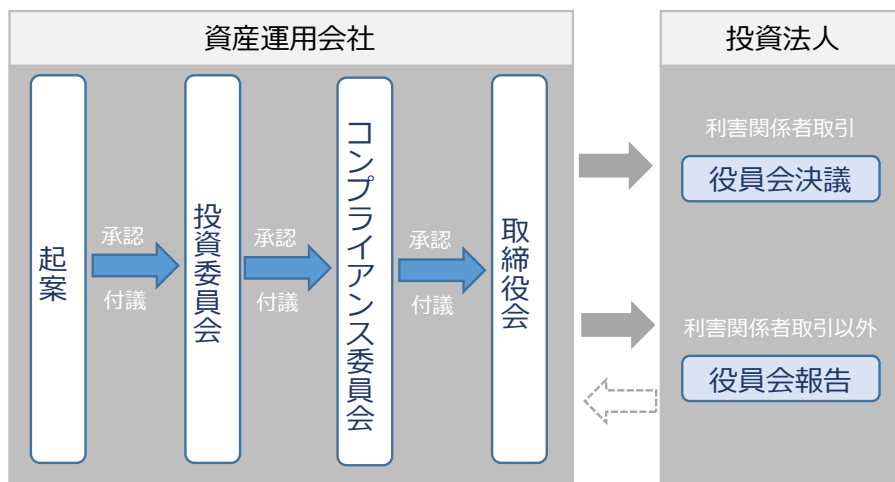 資産運用会社
起案
承認
付議
投資委員会
承認
付議
コンプライアンス委員会
承認
付議
取締役会
投資法人
利害関係者取引
役員会決議
利害関係者取引以外
役員会報告